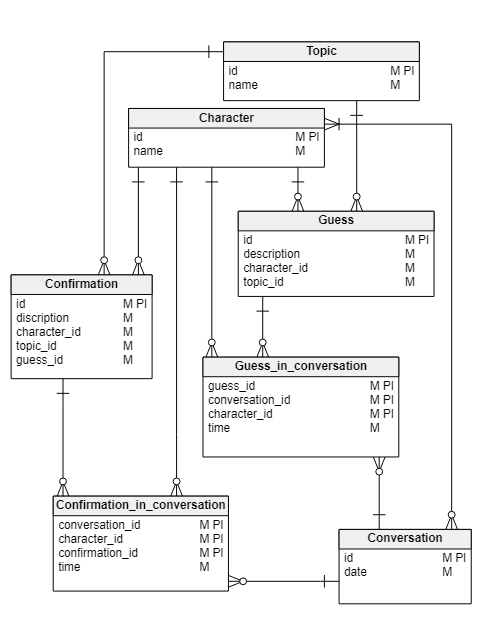 Topic
id M PI
name M
Character
id M PI
name M
Guess
id M PI
description M
character_id M
topic_id M
Confirmation
id M PI
discription M
character_id M
topic_id M
guess_id M
Guess_in_conversation
guess_id M PI
conversation_id M PI
character_id M PI
time M
Confirmation_in_conversation
conversation_id M PI
character_id M PI
confirmation_id M PI
time M
Conversation
id M PI
date M